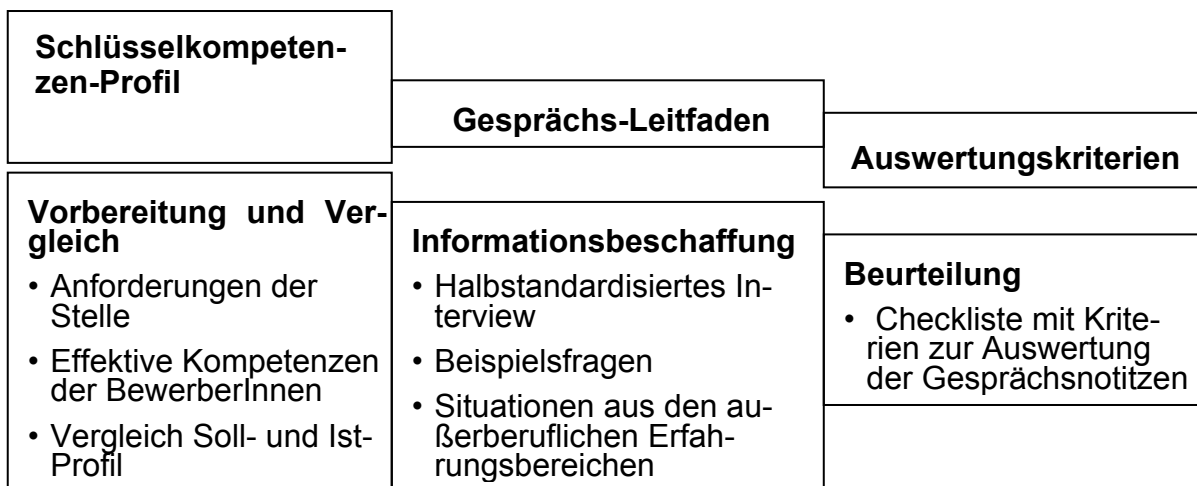 Schlüsselkompeten-
zen-Profil
Gesprächs-Leitfaden
Auswertungskriterien
Vorbereitung und Ver-
gleich
• Anforderungen der
Stelle
• Effektive Kompetenzen
der BewerberInnen
• Vergleich Soll- und Ist-
Profil
Informationsbeschaffung
• Halbstandardisiertes In-
terview
• Beispielsfragen
• Situationen aus den au-
ßerberuflichen Erfah-
rungsbereichen
Beurteilung
• Checkliste mit Krite-
rien zur Auswertung
der Gesprächsnotitzen